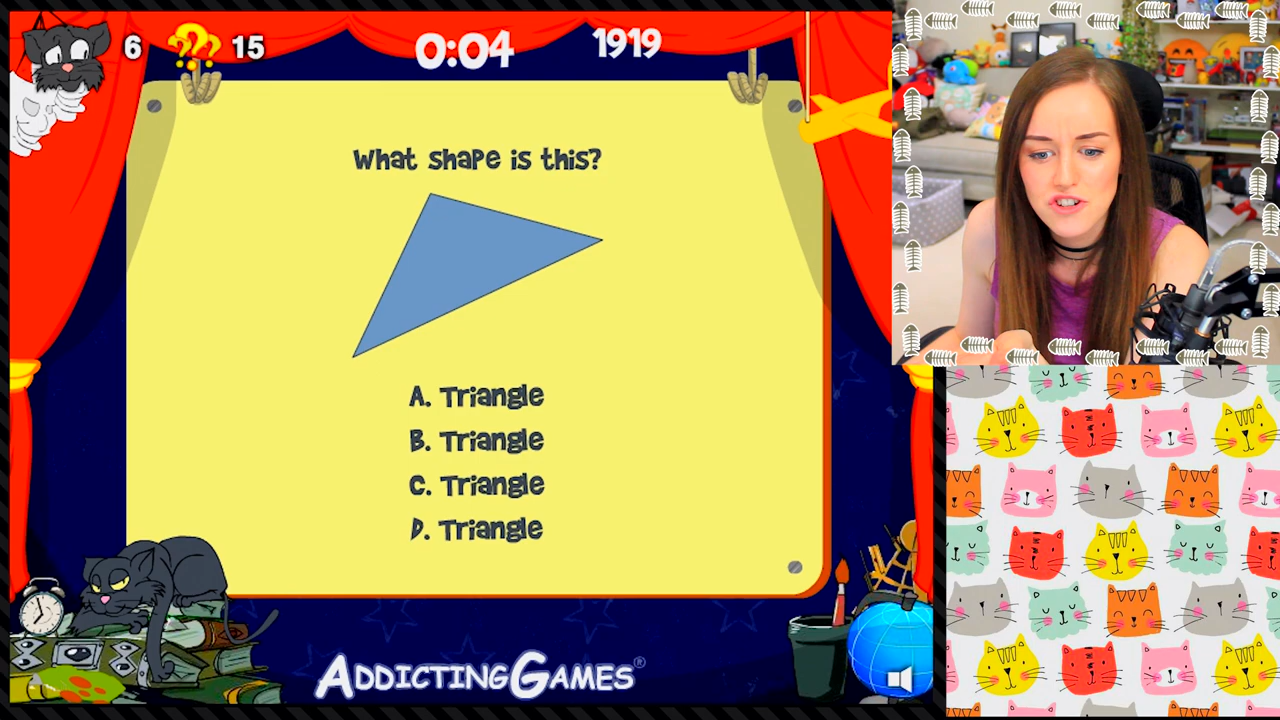 6
15
0:04
1919
What shape is this?
A. Triangle
B. Triangle
C. Triangle
D. Triangle
AddictingGames®